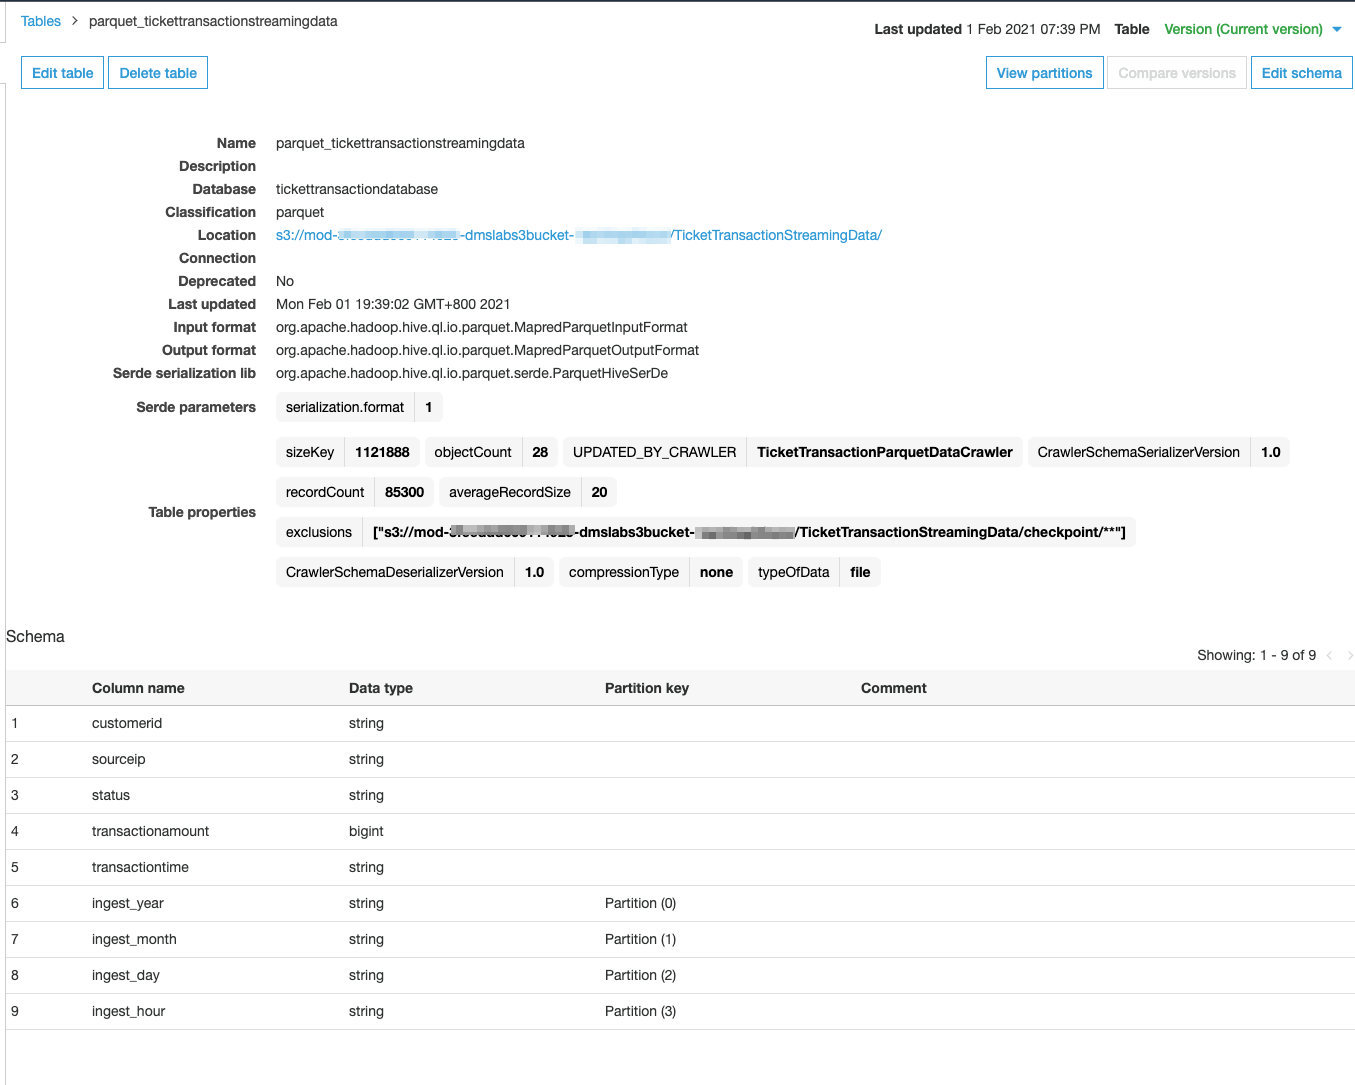 Tables > parquet_tickettransactionstreamingdata
Last updated 1 Feb 2021 07:39 PM Table Version (Current version)
Edit table Delete table View partitions Compare versions Edit schema
Name parquet_tickettransactionstreamingdata
Description
Database tickettransactiondatabase
Classification parquet
Location s3://mod- -dmslabs3bucket- /TicketTransactionStreamingData/
Connection
Deprecated No
Last updated Mon Feb 01 19:39:02 GMT+800 2021
Input format org.apache.hadoop.hive.ql.io.parquet.MapredParquetInputFormat
Output format org.apache.hadoop.hive.ql.io.parquet.MapredParquetOutputFormat
Serde serialization lib org.apache.hadoop.hive.ql.io.parquet.serde.ParquetHiveSerDe
Serde parameters serialization.format 1
sizeKey 1121888 objectCount 28 UPDATED_BY_CRAWLER TicketTransactionParquetDataCrawler CrawlerSchemaSerializerVersion 1.0
recordCount 85300 averageRecordSize 20
Table properties
exclusions ["s3://mod- -dmslabs3bucket- /TicketTransactionStreamingData/checkpoint/**"]
CrawlerSchemaDeserializerVersion 1.0 compressionType none typeOfData file
Schema
Showing: 1 - 9 of 9 < >
Column name Data type Partition key Comment
1 customerid string
2 sourceip string
3 status string
4 transactionamount bigint
5 transactiontime string
6 ingest_year string Partition (0)
7 ingest_month string Partition (1)
8 ingest_day string Partition (2)
9 ingest_hour string Partition (3)